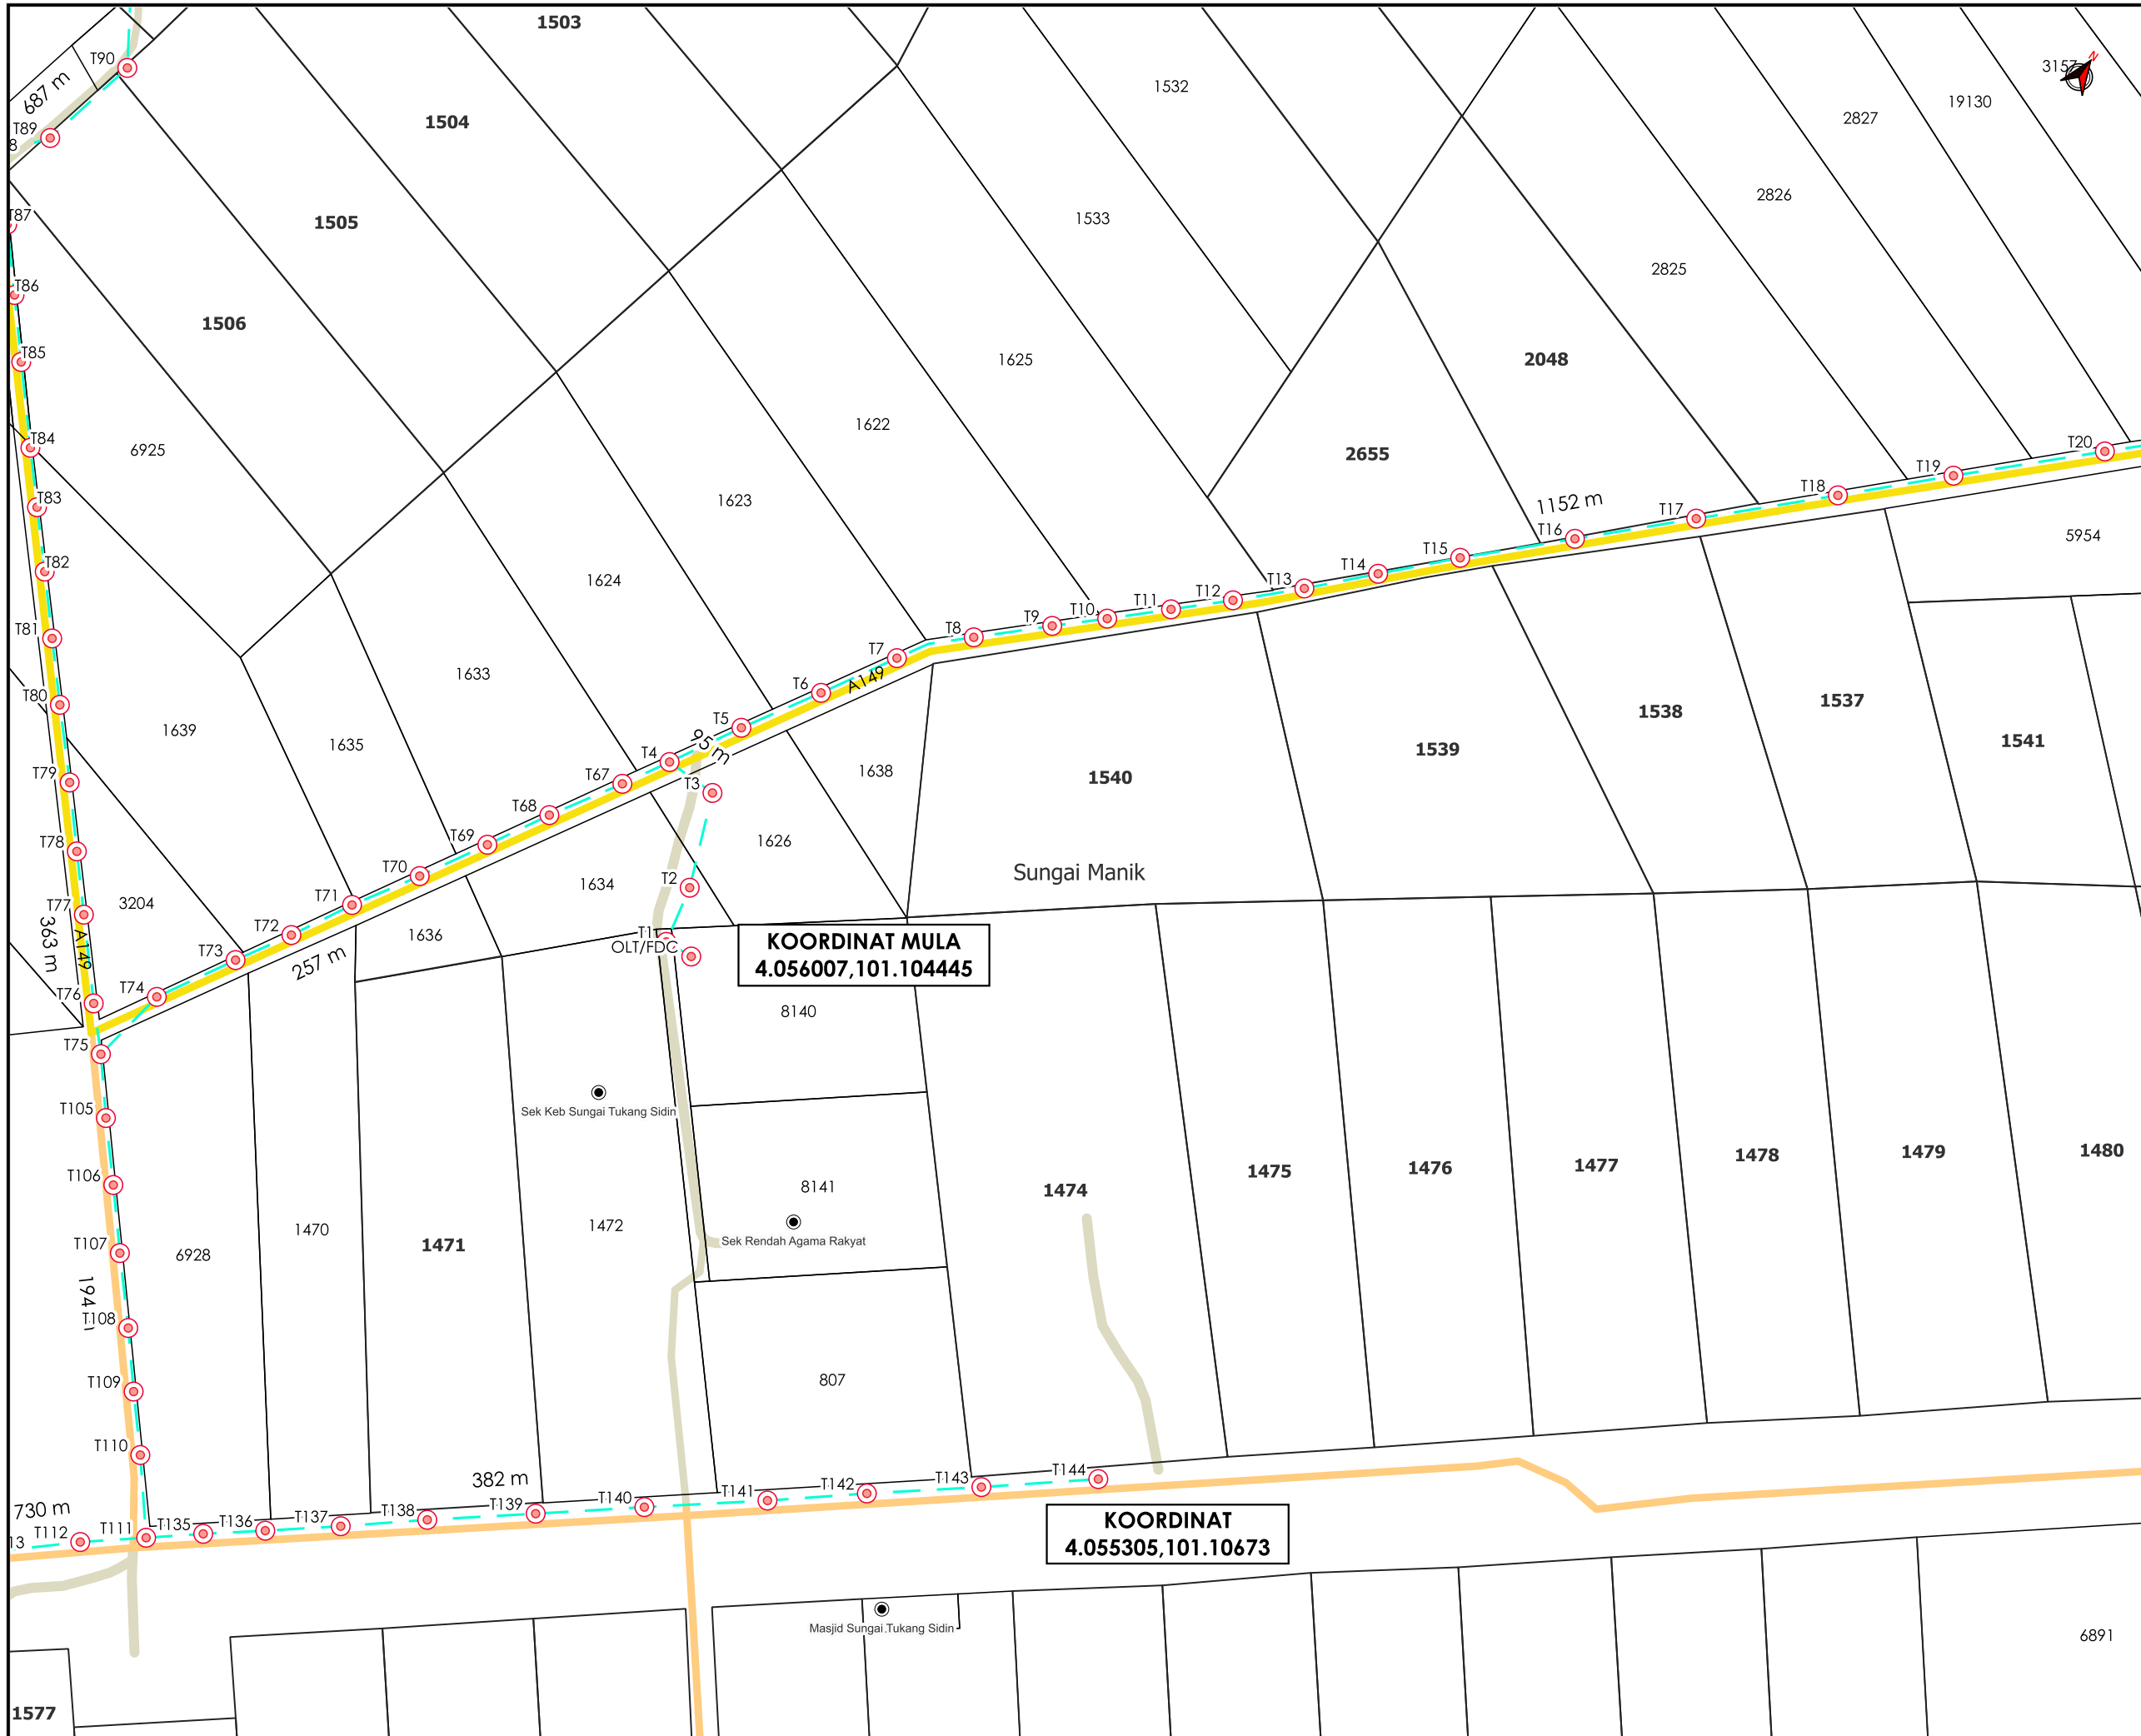 1503
T90
687 m
T89
8
1504
1532
3157
N
19130
2827
2826
1505
1533
T87
2825
T86
1506
1625
2048
T85
1622
T84
6925
2655
T20
T19
1152 m
T18
T83
1623
T17
T16
5954
T82
1624
T15
T14
T13
T12
T11
T10
T9
T8
T81
T7
1633
A149
T6
T80
1537
1538
T5
1639
1635
95 m
1541
1539
T4
T67
1638
1540
T79
T3
T68
T69
T78
1626
T70
Sungai Manik
T2
1634
T71
3204
T77
363 m
A149
T72
1636
T1
OLT/FDC
KOORDINAT MULA
4.056007,101.104445
T73
257 m
T76
T74
8140
T75
T105
Sek Keb Sungai Tukang Sidin
1480
1479
1478
1477
1476
1475
T106
8141
1474
1472
1470
Sek Rendah Agama Rakyat
T107
1471
6928
194 m
T108
T109
807
T110
382 m
T144
T143
T142
T141
T140
T139
T138
T137
T136
T135
730 m
T111
T112
13
KOORDINAT
4.055305,101.10673
Masjid Sungai Tukang Sidin
6891
1577